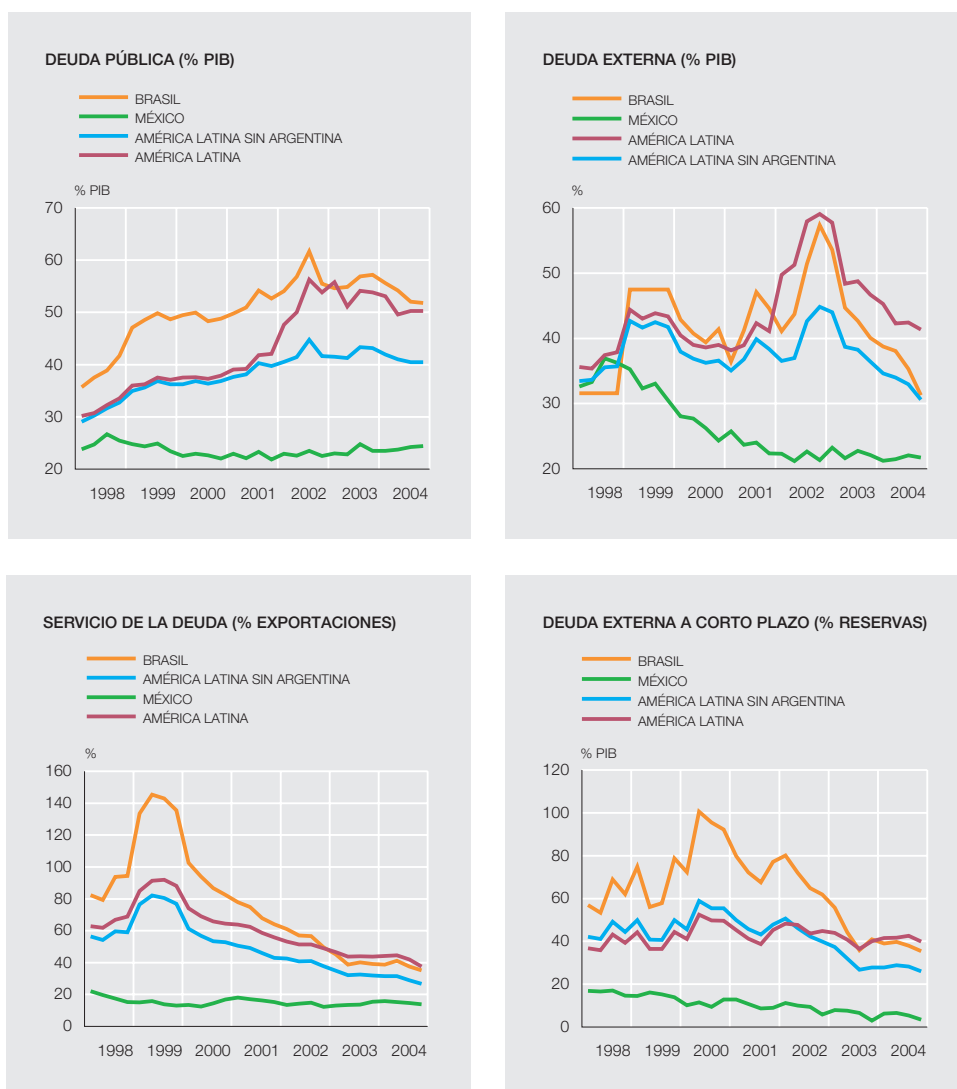 DEUDA PÚBLICA (% PIB)
BRASIL
MÉXICO
AMÉRICA LATINA SIN ARGENTINA
AMÉRICA LATINA
% PIB
70
60
50
40
30
20
1998 1999 2000 2001 2002 2003 2004
DEUDA EXTERNA (% PIB)
BRASIL
MÉXICO
AMÉRICA LATINA
AMÉRICA LATINA SIN ARGENTINA
%
60
50
40
30
20
1998 1999 2000 2001 2002 2003 2004
SERVICIO DE LA DEUDA (% EXPORTACIONES)
BRASIL
AMÉRICA LATINA SIN ARGENTINA
MÉXICO
AMÉRICA LATINA
%
160
140
120
100
80
60
40
20
0
1998 1999 2000 2001 2002 2003 2004
DEUDA EXTERNA A CORTO PLAZO (% RESERVAS)
BRASIL
MÉXICO
AMÉRICA LATINA SIN ARGENTINA
AMÉRICA LATINA
% PIB
120
100
80
60
40
20
0
1998 1999 2000 2001 2002 2003 2004